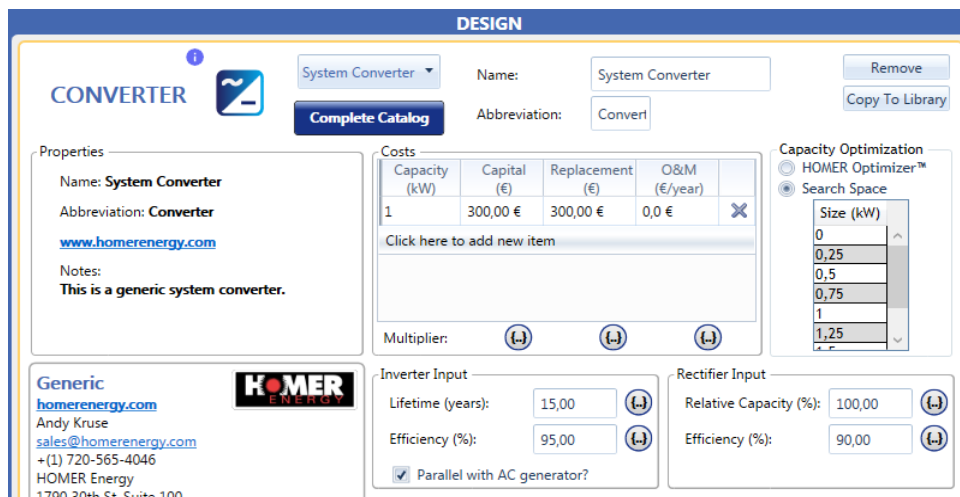 DESIGN
i
CONVERTER
System Converter
Complete Catalog
Name:
System Converter
Abbreviation:
Convert
Remove
Copy To Library
Properties
Name: System Converter
Abbreviation: Converter
www.homerenergy.com
Notes:
This is a generic system converter.
Costs
Capacity (kW) Capital (€) Replacement (€) O&M (€/year)
1 300,00 € 300,00 € 0,0 €
Click here to add new item
Multiplier: {..} {..} {..}
Capacity Optimization
HOMER Optimizer™
Search Space
Size (kW)
0
0,25
0,5
0,75
1
1,25
Generic
homerenergy.com
Andy Kruse
sales@homerenergy.com
+(1) 720-565-4046
HOMER Energy
1790 30th St, Suite 100
HOMER
ENERGY
Inverter Input
Lifetime (years): 15,00 {..}
Efficiency (%): 95,00 {..}
Parallel with AC generator?
Rectifier Input
Relative Capacity (%): 100,00 {..}
Efficiency (%): 90,00 {..}